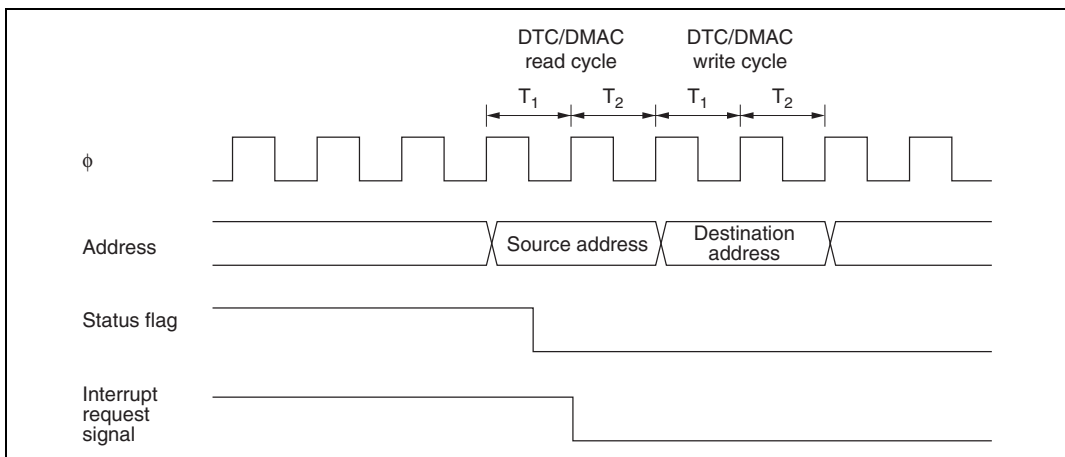 DTC/DMAC
read cycle
DTC/DMAC
write cycle
T1
T2
T1
T2
ϕ
Address
Source address
Destination
address
Status flag
Interrupt
request
signal